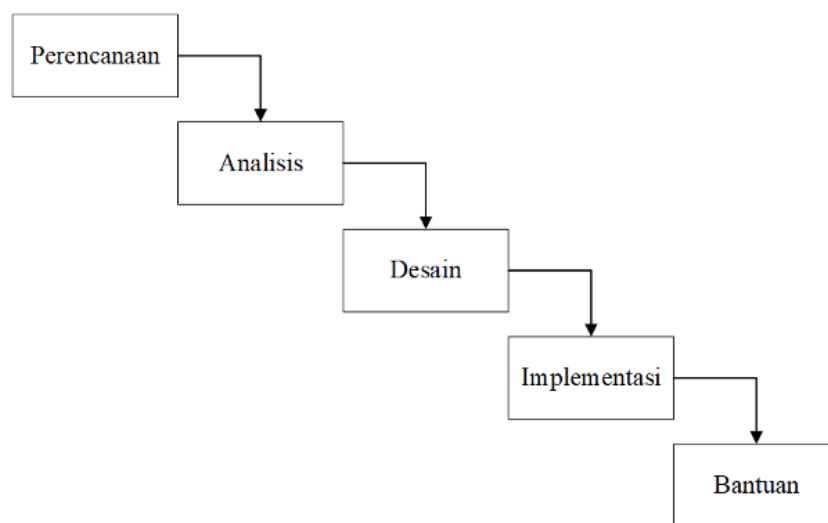 Perencanaan
Analisis
Desain
Implementasi
Bantuan